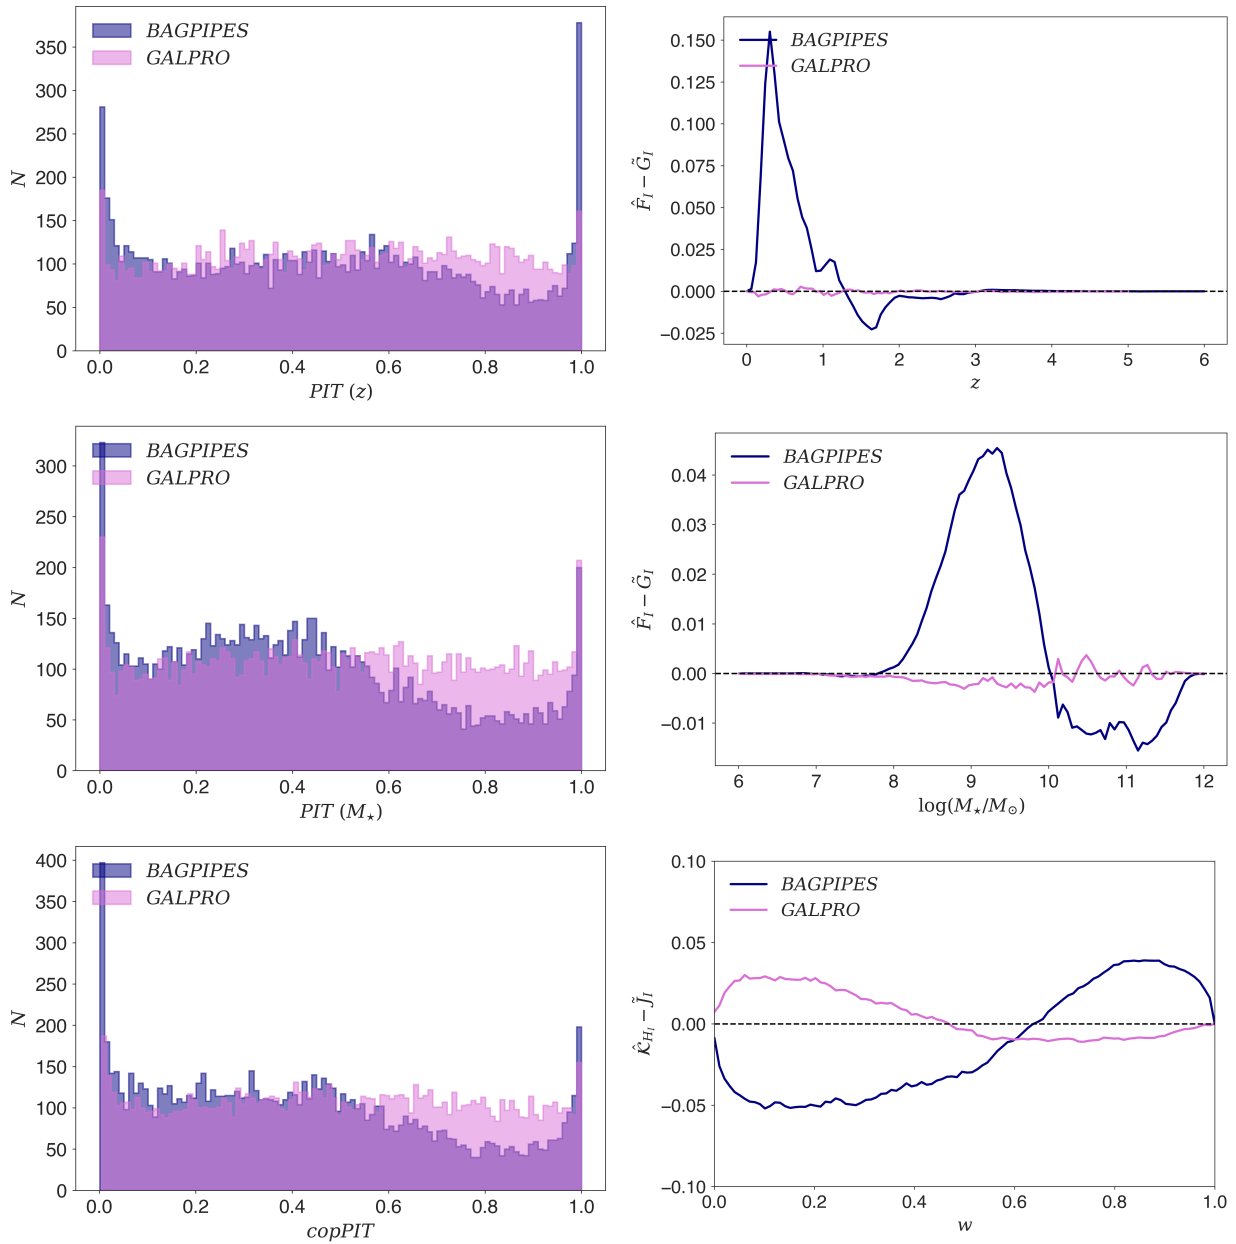 BAGPIPES
GALPRO
350
300
250
200
150
100
50
0
N
0.0 0.2 0.4 0.6 0.8 1.0
PIT (z)
BAGPIPES
GALPRO
0.150
0.125
0.100
0.075
0.050
0.025
0.000
−0.025
F̂_I − G̃_I
0 1 2 3 4 5 6
z
BAGPIPES
GALPRO
300
250
200
150
100
50
0
N
0.0 0.2 0.4 0.6 0.8 1.0
PIT (M⋆)
BAGPIPES
GALPRO
0.04
0.03
0.02
0.01
0.00
−0.01
F̂_I − G̃_I
6 7 8 9 10 11 12
log(M⋆/M⊙)
BAGPIPES
GALPRO
400
350
300
250
200
150
100
50
0
N
0.0 0.2 0.4 0.6 0.8 1.0
copPIT
BAGPIPES
GALPRO
0.10
0.05
0.00
−0.05
−0.10
𝒦̂_{H_I} − J̃_I
0.0 0.2 0.4 0.6 0.8 1.0
w